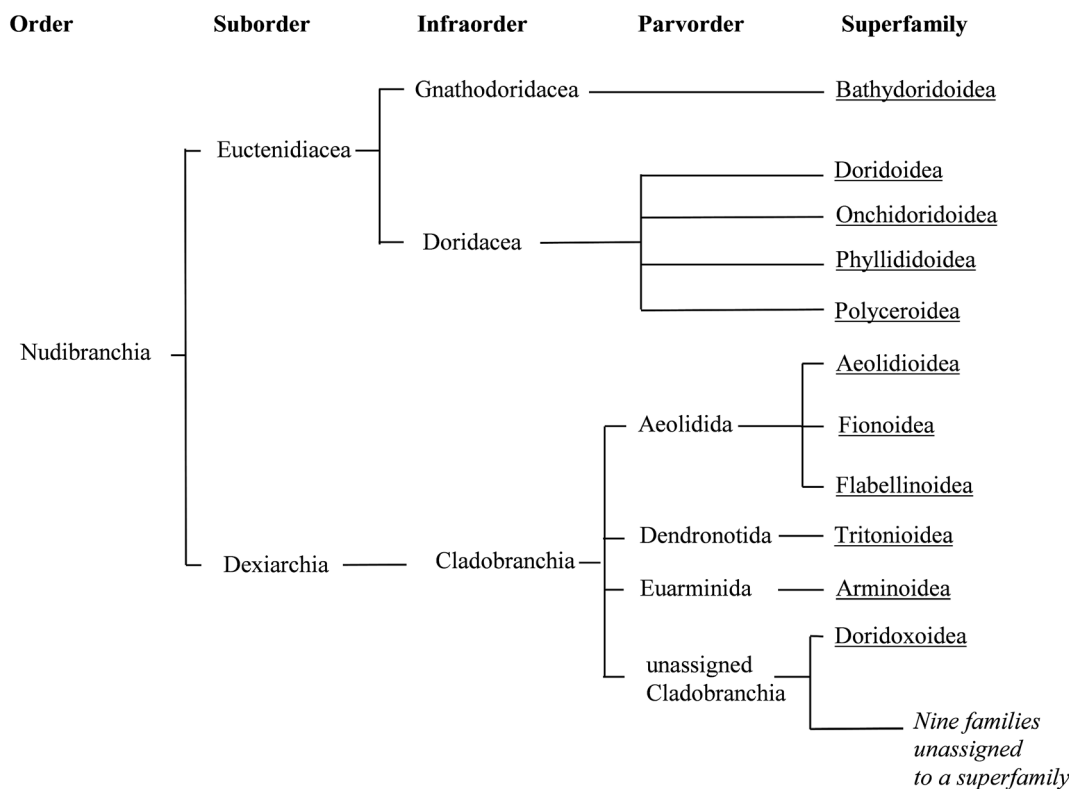 Order Suborder Infraorder Parvorder Superfamily
Gnathodoridacea Bathydoridoidea
Euctenidiacea
Doridoidea
Onchidoridoidea
Doridacea
Phyllididoidea
Polyceroidea
Nudibranchia
Aeolidioidea
Aeolidida Fionoidea
Flabellinoidea
Dendronotida Tritonioidea
Dexiarchia Cladobranchia
Euarminida Arminoidea
Doridoxoidea
unassigned
Cladobranchia
Nine families
unassigned
to a superfamily